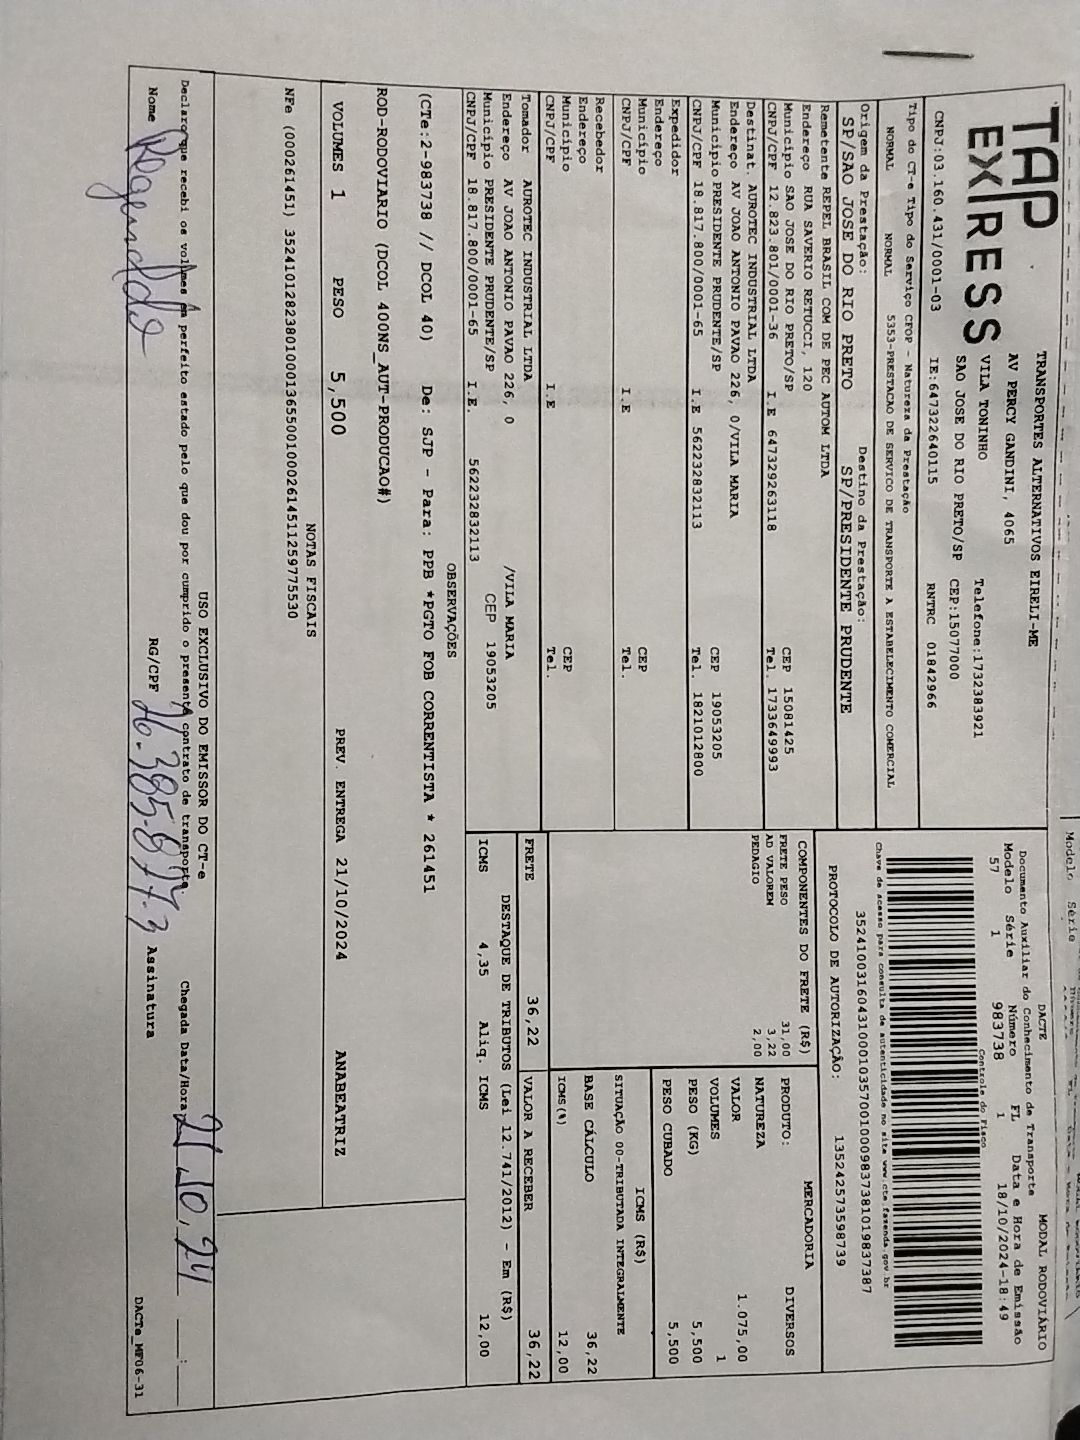 TAP
EXPRESS
TRANSPORTES ALTERNATIVOS EIRELI-ME
AV PERCY GANDINI, 4065
VILA TONINHO Telefone:1732383921
SAO JOSE DO RIO PRETO/SP CEP:15077000
CNPJ:03.160.431/0001-03 IE:647322640115 RNTRC 01842966
Tipo do CT-e Tipo do Serviço CFOP - Natureza da Prestação
NORMAL NORMAL 5353-PRESTACAO DE SERVICO DE TRANSPORTE A ESTABELECIMENTO COMERCIAL
Origem da Prestação: Destino da Prestação:
SP/SAO JOSE DO RIO PRETO SP/PRESIDENTE PRUDENTE
Remetente REPEL BRASIL COM DE PEC AUTOM LTDA
Endereço RUA SAVERIO RETUCCI, 120
Município SAO JOSE DO RIO PRETO/SP CEP 15081425
CNPJ/CPF 12.823.801/0001-36 I.E 647329263118 Tel. 1733649993
Destinat. AUROTEC INDUSTRIAL LTDA
Endereço AV JOAO ANTONIO PAVAO 226, 0/VILA MARIA
Município PRESIDENTE PRUDENTE/SP CEP 19053205
CNPJ/CPF 18.817.800/0001-65 I.E 562232832113 Tel. 1821012800
Expedidor
Endereço
Município CEP
CNPJ/CPF I.E Tel.
Recebedor
Endereço
Município CEP
CNPJ/CPF I.E Tel.
Tomador AUROTEC INDUSTRIAL LTDA
Endereço AV JOAO ANTONIO PAVAO 226, 0 /VILA MARIA
Município PRESIDENTE PRUDENTE/SP CEP 19053205
CNPJ/CPF 18.817.800/0001-65 I.E. 562232832113
DACTE MODAL RODOVIÁRIO
Documento Auxiliar do Conhecimento de Transporte
Modelo Série Número FL Data e Hora de Emissão
57 1 983738 1 18/10/2024-18:49
Controle do Fisco
35241003160431000103570010009837381019837387
Chave de acesso para consulta de autenticidade no site www.cte.fazenda.gov.br
PROTOCOLO DE AUTORIZAÇÃO: 135242573598739
COMPONENTES DO FRETE (R$)
FRETE PESO 31,00
AD VALOREM 3,22
PEDAGIO 2,00
MERCADORIA
PRODUTO: DIVERSOS
NATUREZA
VALOR 1.075,00
VOLUMES 1
PESO (KG) 5,500
PESO CUBADO 5,500
ICMS (R$)
SITUAÇÃO 00-TRIBUTADA INTEGRALMENTE
BASE CÁLCULO 36,22
ICMS(%) 12,00
FRETE 36,22 VALOR A RECEBER 36,22
DESTAQUE DE TRIBUTOS (Lei 12.741/2012) - Em (R$)
ICMS 4,35 Aliq. ICMS 12,00
OBSERVAÇÕES
(CTe:2-983738 // DCOL 40) De: SJP - Para: PPB *PGTO FOB CORRENTISTA * 261451
ROD-RODOVIARIO (DCOL 400NS_AUT-PRODUCAO#)
VOLUMES 1 PESO 5,500 PREV. ENTREGA 21/10/2024 ANABEATRIZ
NOTAS FISCAIS
NFe (000261451) 35241012823801000136550010002614511259775530
USO EXCLUSIVO DO EMISSOR DO CT-e
Declaro que recebi os volumes em perfeito estado pelo que dou por cumprido o presente contrato de transporte. Chegada Data/Hora 21 10, 24 __:__
Nome RG/CPF Assinatura
DACTe_MF06-31
Modelo Série